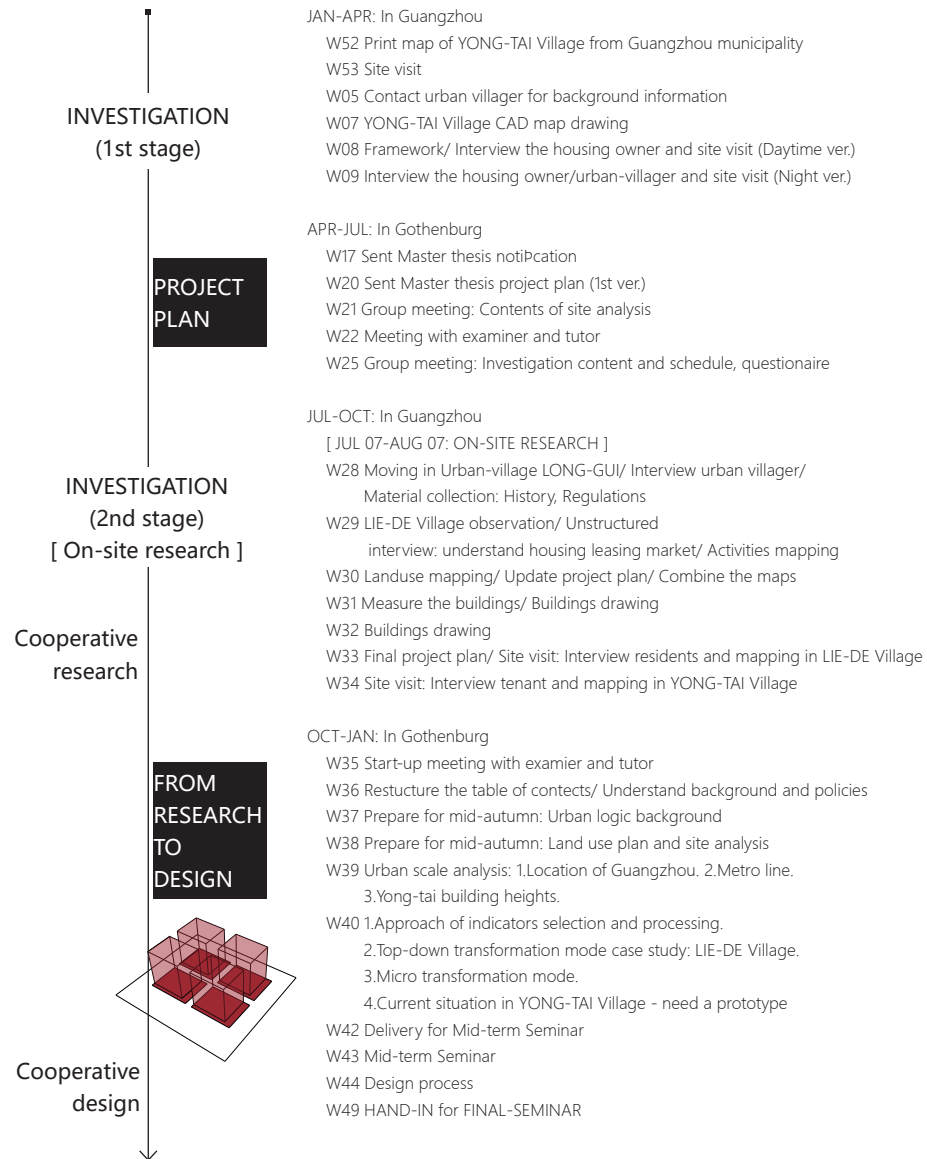 JAN-APR: In Guangzhou
W52 Print map of YONG-TAI Village from Guangzhou municipality
W53 Site visit
W05 Contact urban villager for background information
W07 YONG-TAI Village CAD map drawing
W08 Framework/ Interview the housing owner and site visit (Daytime ver.)
W09 Interview the housing owner/urban-villager and site visit (Night ver.)
INVESTIGATION
(1st stage)
APR-JUL: In Gothenburg
W17 Sent Master thesis notiÞcation
W20 Sent Master thesis project plan (1st ver.)
W21 Group meeting: Contents of site analysis
W22 Meeting with examiner and tutor
W25 Group meeting: Investigation content and schedule, questionaire
PROJECT
PLAN
JUL-OCT: In Guangzhou
[ JUL 07-AUG 07: ON-SITE RESEARCH ]
W28 Moving in Urban-village LONG-GUI/ Interview urban villager/
Material collection: History, Regulations
W29 LIE-DE Village observation/ Unstructured
interview: understand housing leasing market/ Activities mapping
W30 Landuse mapping/ Update project plan/ Combine the maps
W31 Measure the buildings/ Buildings drawing
W32 Buildings drawing
W33 Final project plan/ Site visit: Interview residents and mapping in LIE-DE Village
W34 Site visit: Interview tenant and mapping in YONG-TAI Village
INVESTIGATION
(2nd stage)
[ On-site research ]
Cooperative
research
OCT-JAN: In Gothenburg
W35 Start-up meeting with examier and tutor
W36 Restucture the table of contects/ Understand background and policies
W37 Prepare for mid-autumn: Urban logic background
W38 Prepare for mid-autumn: Land use plan and site analysis
W39 Urban scale analysis: 1.Location of Guangzhou. 2.Metro line.
3.Yong-tai building heights.
W40 1.Approach of indicators selection and processing.
2.Top-down transformation mode case study: LIE-DE Village.
3.Micro transformation mode.
4.Current situation in YONG-TAI Village - need a prototype
W42 Delivery for Mid-term Seminar
W43 Mid-term Seminar
W44 Design process
W49 HAND-IN for FINAL-SEMINAR
FROM
RESEARCH
TO
DESIGN
Cooperative
design